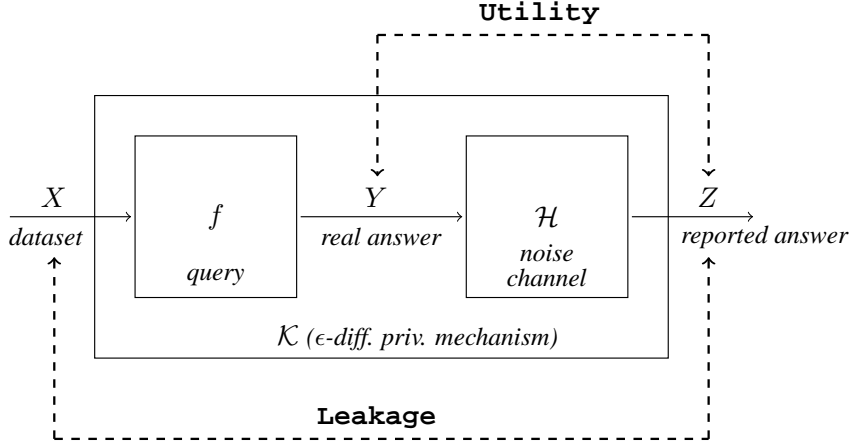 Utility
X
Y
Z
f
ℋ
dataset
real answer
reported answer
query
noise
channel
𝒦 (ϵ-diff. priv. mechanism)
Leakage